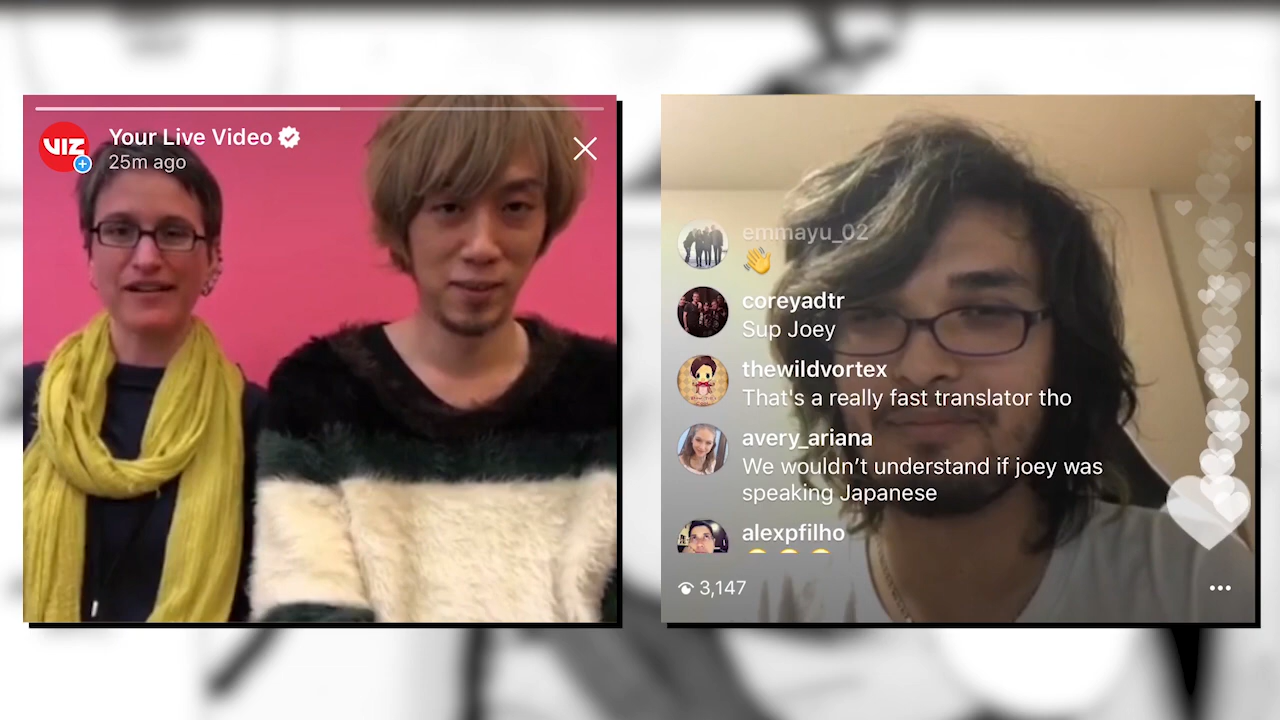 VIZ
Your Live Video
25m ago
emmayu_02
👋
coreyadtr
Sup Joey
thewildvortex
That's a really fast translator tho
avery_ariana
We wouldn’t understand if joey was
speaking Japanese
alexpfilho
3,147